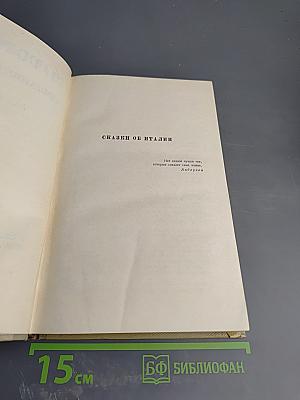 СКАЗКИ ОБ ИТАЛИИ
Нет сказок лучше тех,
которые создает сама жизнь.
Андерсен
15 см
БФ БИБЛИОФАН